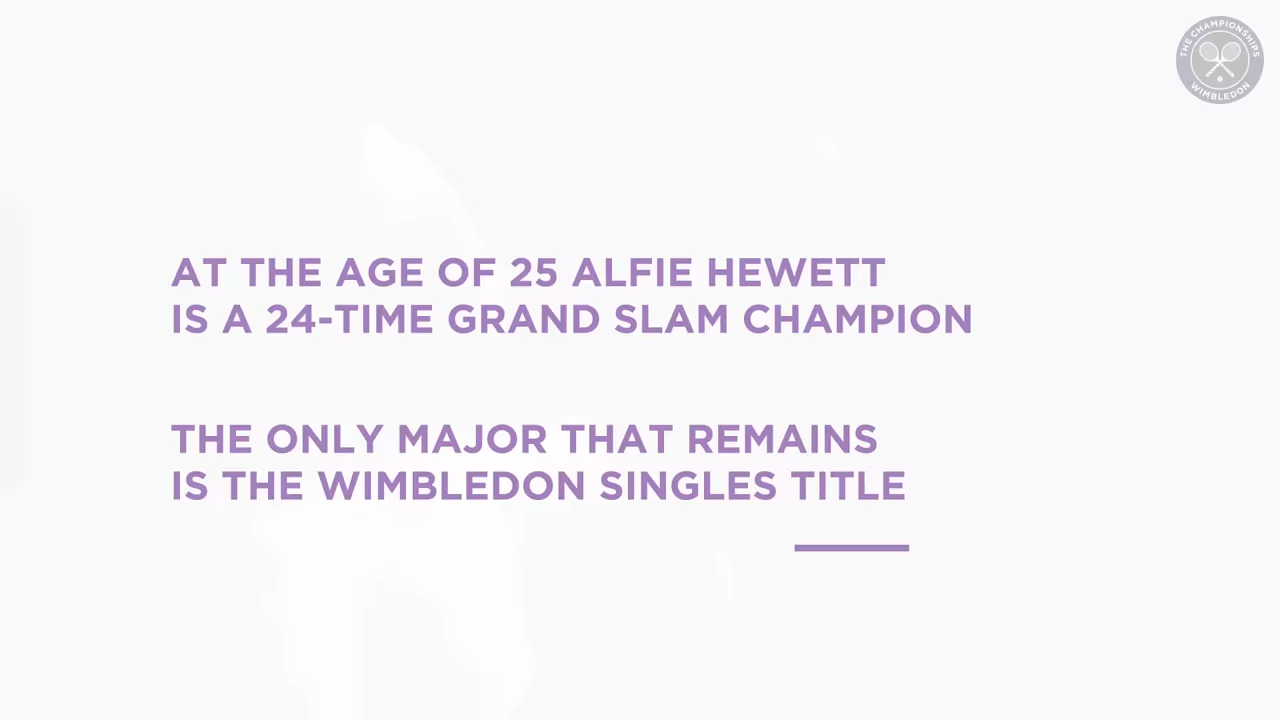 THE CHAMPIONSHIPS
WIMBLEDON
AT THE AGE OF 25 ALFIE HEWETT
IS A 24-TIME GRAND SLAM CHAMPION
THE ONLY MAJOR THAT REMAINS
IS THE WIMBLEDON SINGLES TITLE